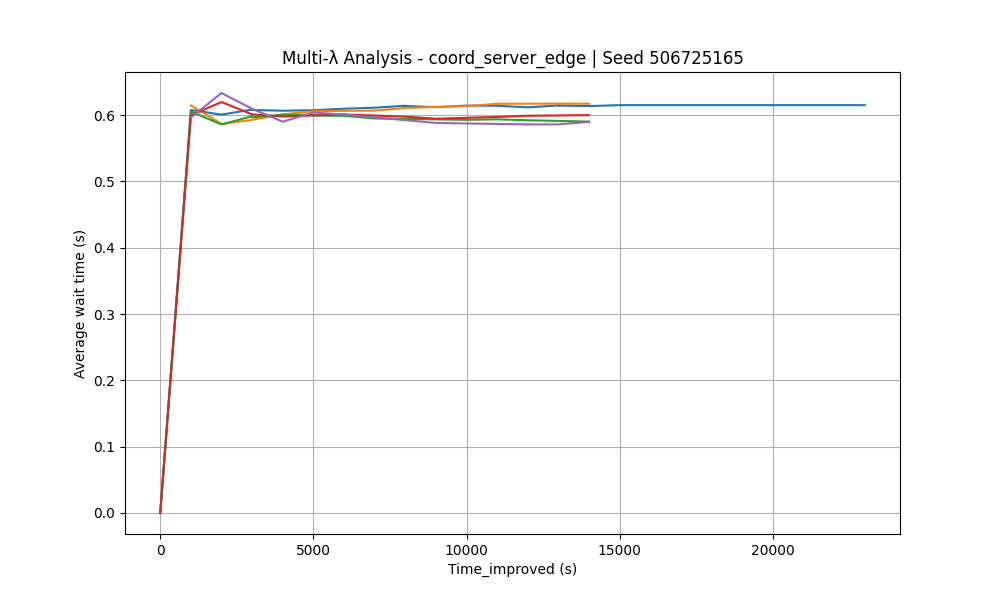 Multi-λ Analysis - coord_server_edge | Seed 506725165
Average wait time (s)
0.6
0.5
0.4
0.3
0.2
0.1
0.0
0 5000 10000 15000 20000
Time_improved (s)